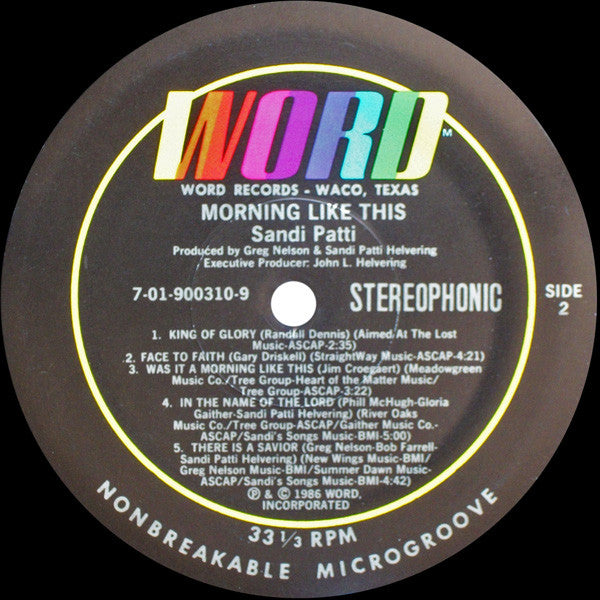 WORD™
WORD RECORDS - WACO, TEXAS
MORNING LIKE THIS
Sandi Patti
Produced by Greg Nelson & Sandi Patti Helvering
Executive Producer: John L. Helvering
7-01-900310-9
STEREOPHONIC
SIDE
2
1. KING OF GLORY (Randall Dennis) (Aimed At The Lost
Music-ASCAP-2:35)
2. FACE TO FAITH (Gary Driskell) (StraightWay Music-ASCAP-4:21)
3. WAS IT A MORNING LIKE THIS (Jim Croegaert) (Meadowgreen
Music Co./Tree Group-Heart of the Matter Music/
Tree Group-ASCAP-3:22)
4. IN THE NAME OF THE LORD (Phill McHugh-Gloria
Gaither-Sandi Patti Helvering) (River Oaks
Music Co./Tree Group-ASCAP/Gaither Music Co.-
ASCAP/Sandi's Songs Music-BMI-5:00)
5. THERE IS A SAVIOR (Greg Nelson-Bob Farrell-
Sandi Patti Helvering) (New Wings Music-BMI/
Greg Nelson Music-BMI/Summer Dawn Music-
ASCAP/Sandi's Songs Music-BMI-4:42)
℗ & © 1986 WORD,
INCORPORATED
33 1/3 RPM
NONBREAKABLE MICROGROOVE